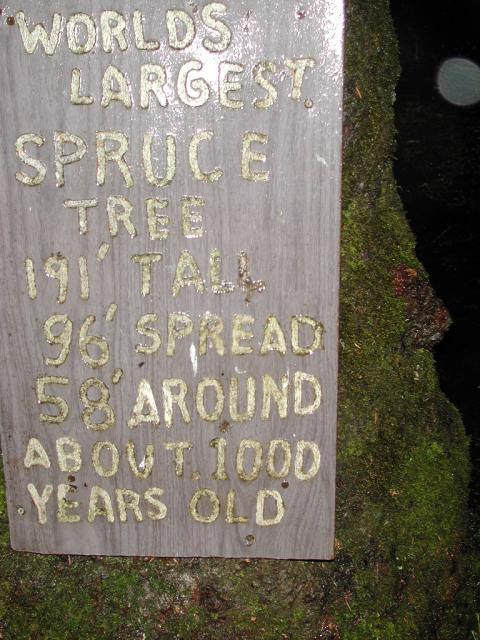 WORLDS
LARGEST
SPRUCE
TREE
191' TALL
96' SPREAD
58' AROUND
ABOUT.1000
YEARS OLD